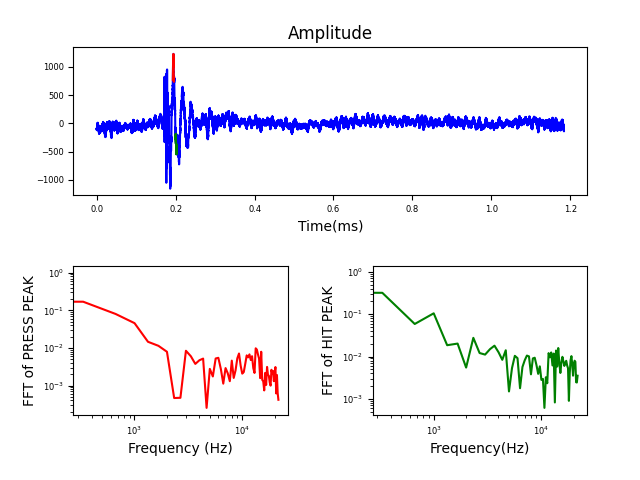 Amplitude
1000
500
0
−500
−1000
0.0 0.2 0.4 0.6 0.8 1.0 1.2
Time(ms)
FFT of PRESS PEAK
10⁰
10⁻¹
10⁻²
10⁻³
10³ 10⁴
Frequency (Hz)
FFT of HIT PEAK
10⁰
10⁻¹
10⁻²
10⁻³
10³ 10⁴
Frequency(Hz)